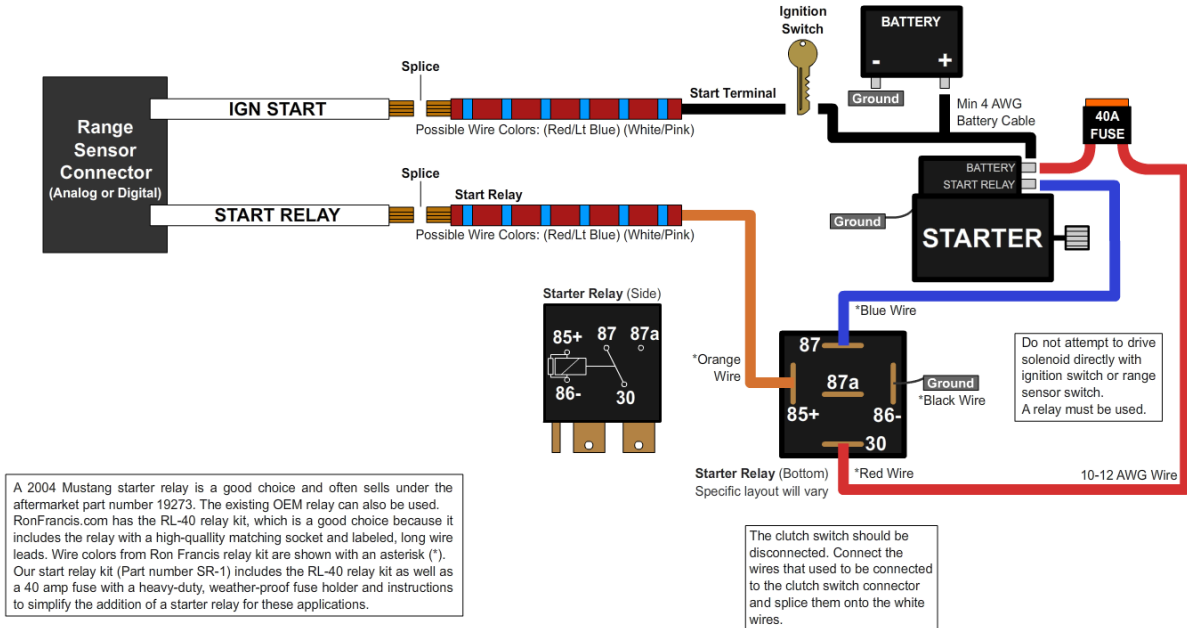 Ignition
Switch
BATTERY
- +
Ground
Splice
IGN START
Start Terminal
Possible Wire Colors: (Red/Lt Blue) (White/Pink)
Min 4 AWG
Battery Cable
40A
FUSE
Range
Sensor
Connector
(Analog or Digital)
Splice
Start Relay
START RELAY
Possible Wire Colors: (Red/Lt Blue) (White/Pink)
BATTERY
START RELAY
Ground
STARTER
Starter Relay (Side)
85+ 87 87a
86- 30
*Orange
Wire
*Blue Wire
87
87a
85+ 86-
30
Ground
*Black Wire
Do not attempt to drive
solenoid directly with
ignition switch or range
sensor switch.
A relay must be used.
Starter Relay (Bottom)
Specific layout will vary
*Red Wire
10-12 AWG Wire
A 2004 Mustang starter relay is a good choice and often sells under the
aftermarket part number 19273. The existing OEM relay can also be used.
RonFrancis.com has the RL-40 relay kit, which is a good choice because it
includes the relay with a high-quallity matching socket and labeled, long wire
leads. Wire colors from Ron Francis relay kit are shown with an asterisk (*).
Our start relay kit (Part number SR-1) includes the RL-40 relay kit as well as
a 40 amp fuse with a heavy-duty, weather-proof fuse holder and instructions
to simplify the addition of a starter relay for these applications.
The clutch switch should be
disconnected. Connect the
wires that used to be connected
to the clutch switch connector
and splice them onto the white
wires.